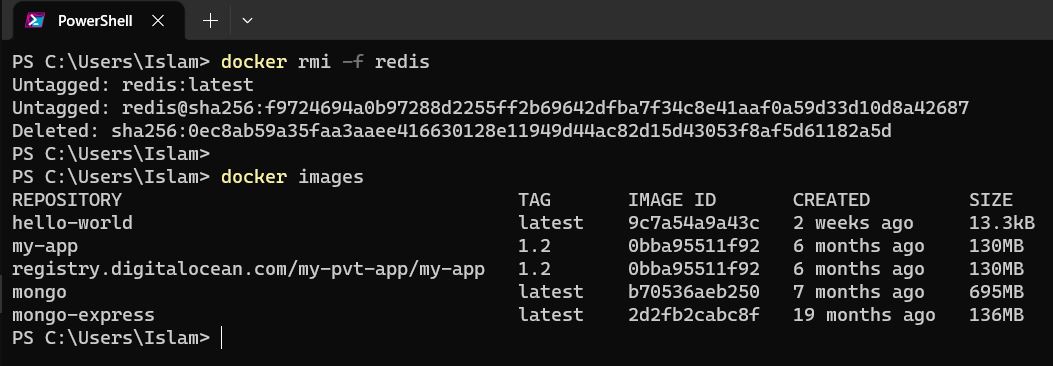 PowerShell
PS C:\Users\Islam> docker rmi -f redis
Untagged: redis:latest
Untagged: redis@sha256:f9724694a0b97288d2255ff2b69642dfba7f34c8e41aaf0a59d33d10d8a42687
Deleted: sha256:0ec8ab59a35faa3aaee416630128e11949d44ac82d15d43053f8af5d61182a5d
PS C:\Users\Islam>
PS C:\Users\Islam> docker images
REPOSITORY TAG IMAGE ID CREATED SIZE
hello-world latest 9c7a54a9a43c 2 weeks ago 13.3kB
my-app 1.2 0bba95511f92 6 months ago 130MB
registry.digitalocean.com/my-pvt-app/my-app 1.2 0bba95511f92 6 months ago 130MB
mongo latest b70536aeb250 7 months ago 695MB
mongo-express latest 2d2fb2cabc8f 19 months ago 136MB
PS C:\Users\Islam>